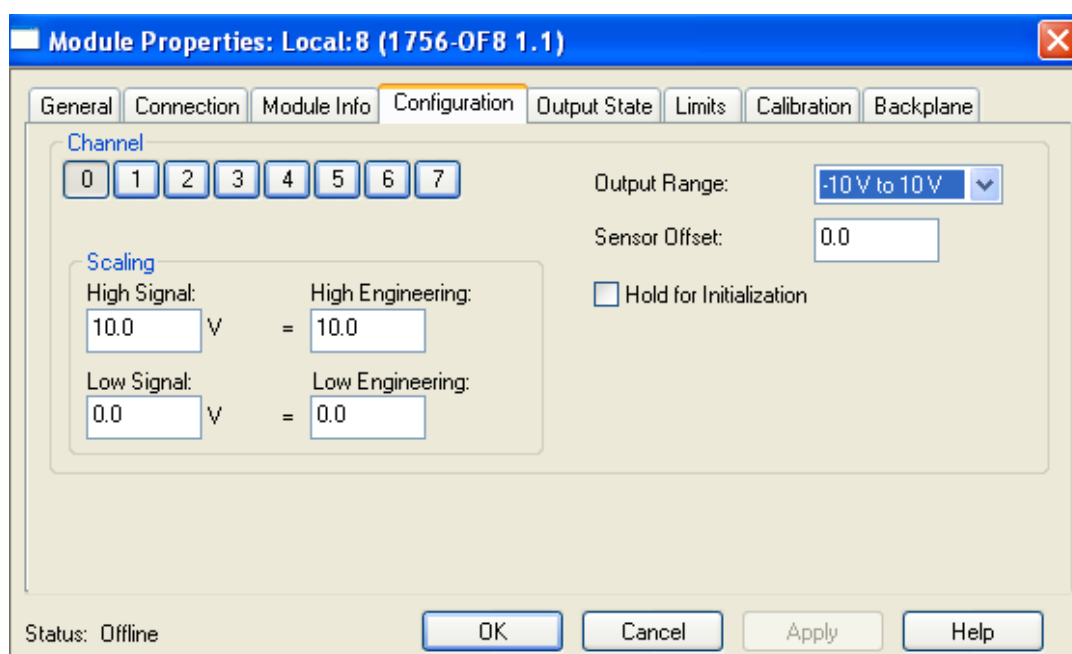 Module Properties: Local:8 (1756-OF8 1.1)
General Connection Module Info Configuration Output State Limits Calibration Backplane
Channel
0 1 2 3 4 5 6 7
Output Range: -10 V to 10 V
Sensor Offset: 0.0
Hold for Initialization
Scaling
High Signal: High Engineering:
10.0 V = 10.0
Low Signal: Low Engineering:
0.0 V = 0.0
Status: Offline
OK Cancel Apply Help